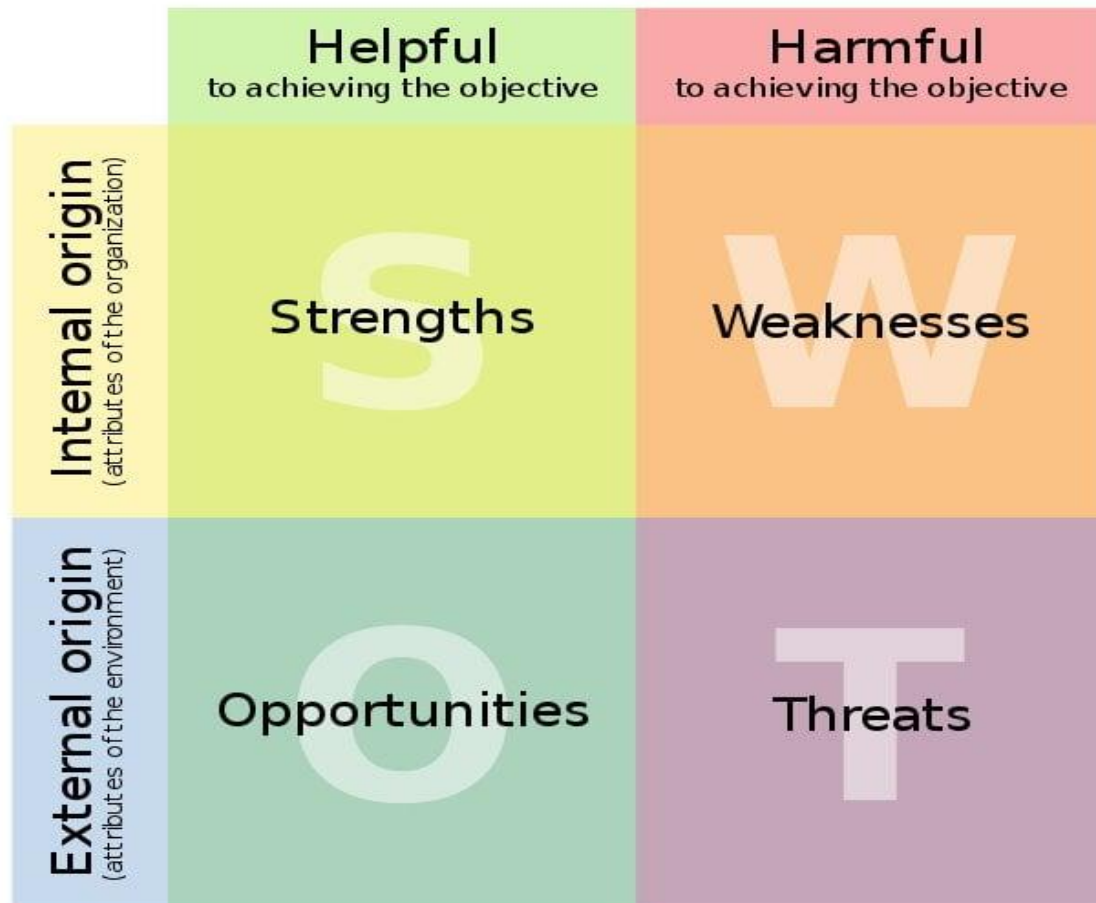 Helpful
to achieving the objective
Harmful
to achieving the objective
Internal origin
(attributes of the organization)
S
Strengths
W
Weaknesses
External origin
(attributes of the environment)
O
Opportunities
T
Threats